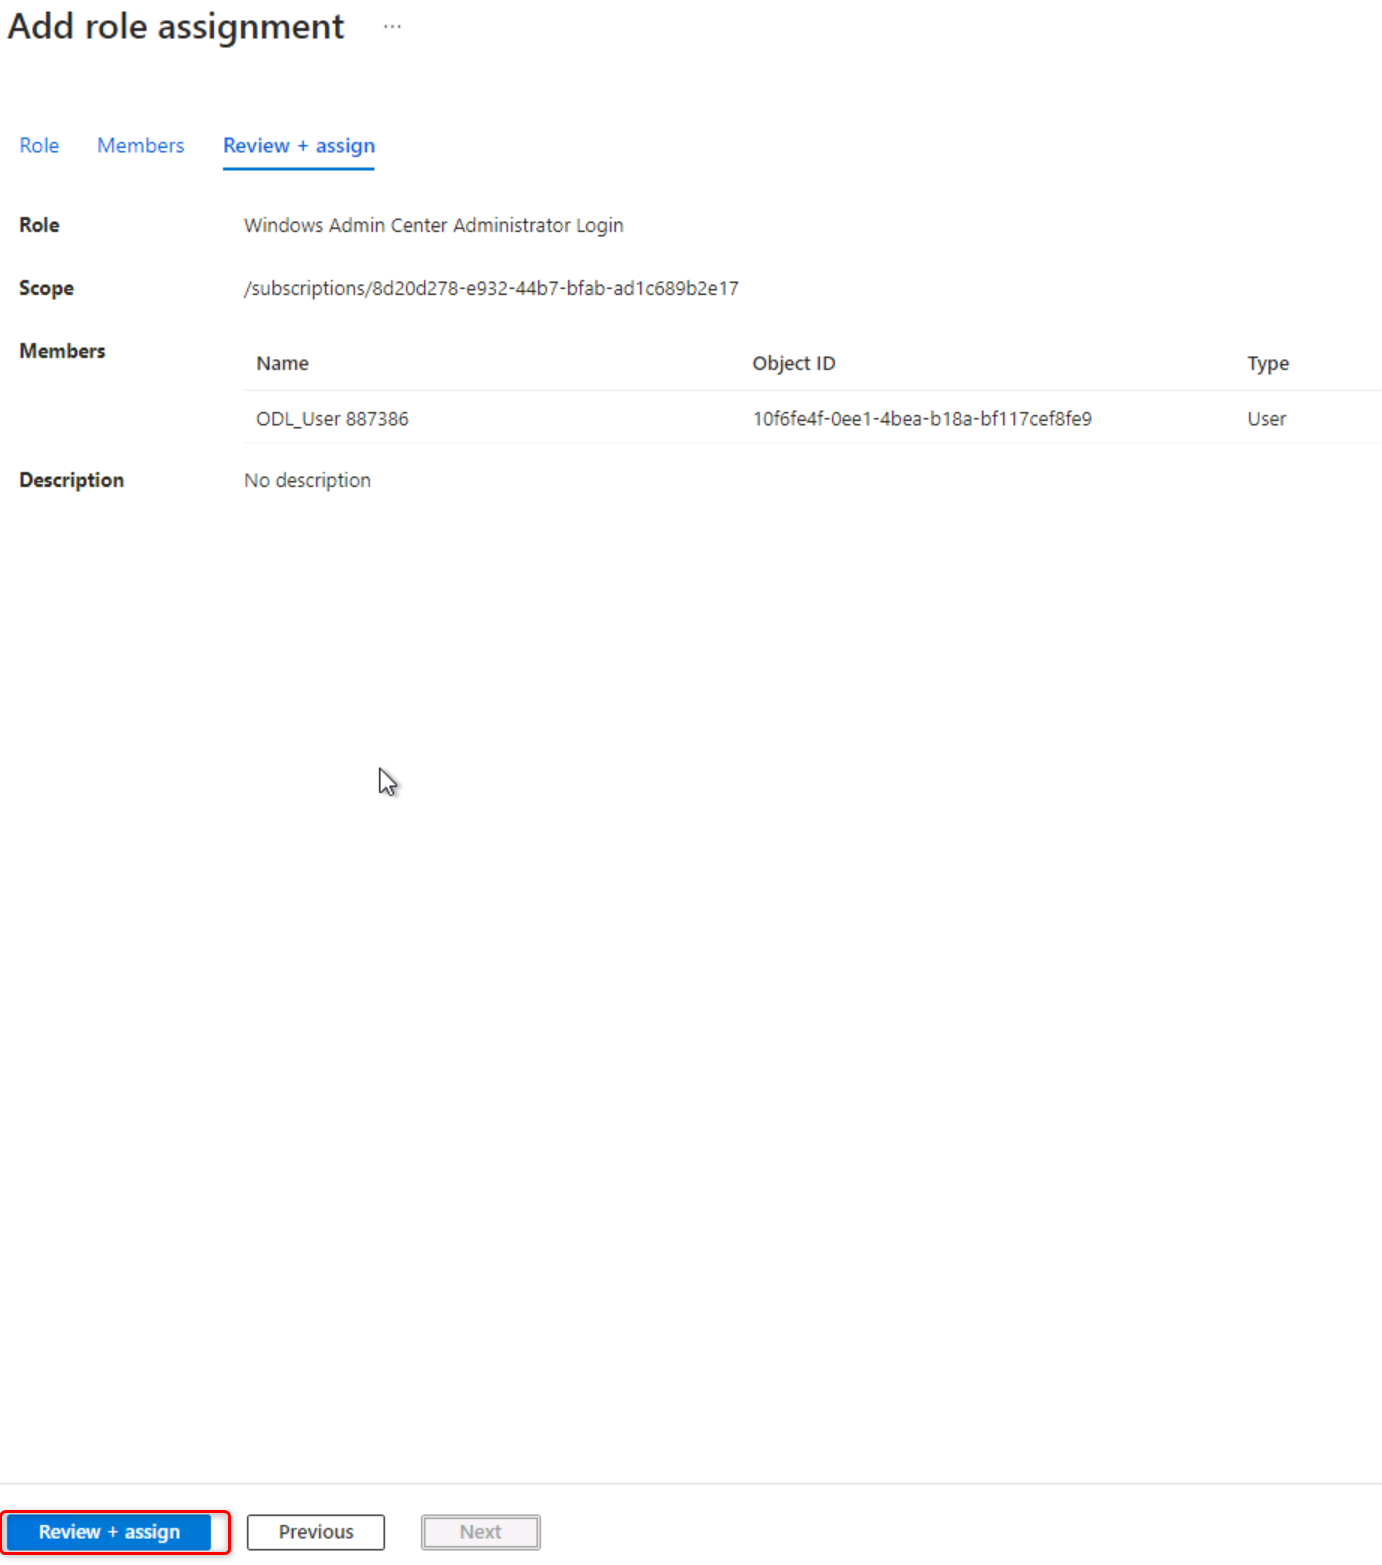 Add role assignment ...
Role Members Review + assign
Role Windows Admin Center Administrator Login
Scope /subscriptions/8d20d278-e932-44b7-bfab-ad1c689b2e17
Members
Name Object ID Type
ODL_User 887386 10f6fe4f-0ee1-4bea-b18a-bf117cef8fe9 User
Description No description
Review + assign Previous Next